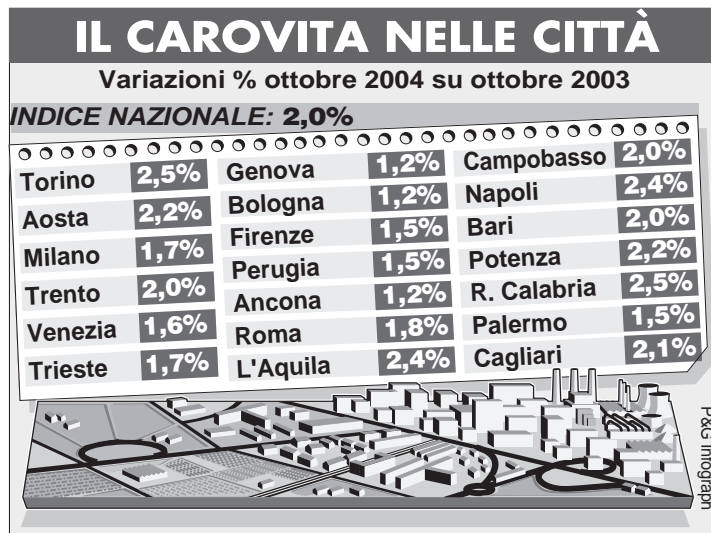 IL CAROVITA NELLE CITTÀ
Variazioni % ottobre 2004 su ottobre 2003
INDICE NAZIONALE: 2,0%
Torino 2,5%
Aosta 2,2%
Milano 1,7%
Trento 2,0%
Venezia 1,6%
Trieste 1,7%
Genova 1,2%
Bologna 1,2%
Firenze 1,5%
Perugia 1,5%
Ancona 1,2%
Roma 1,8%
L'Aquila 2,4%
Campobasso 2,0%
Napoli 2,4%
Bari 2,0%
Potenza 2,2%
R. Calabria 2,5%
Palermo 1,5%
Cagliari 2,1%
P&G Infograph